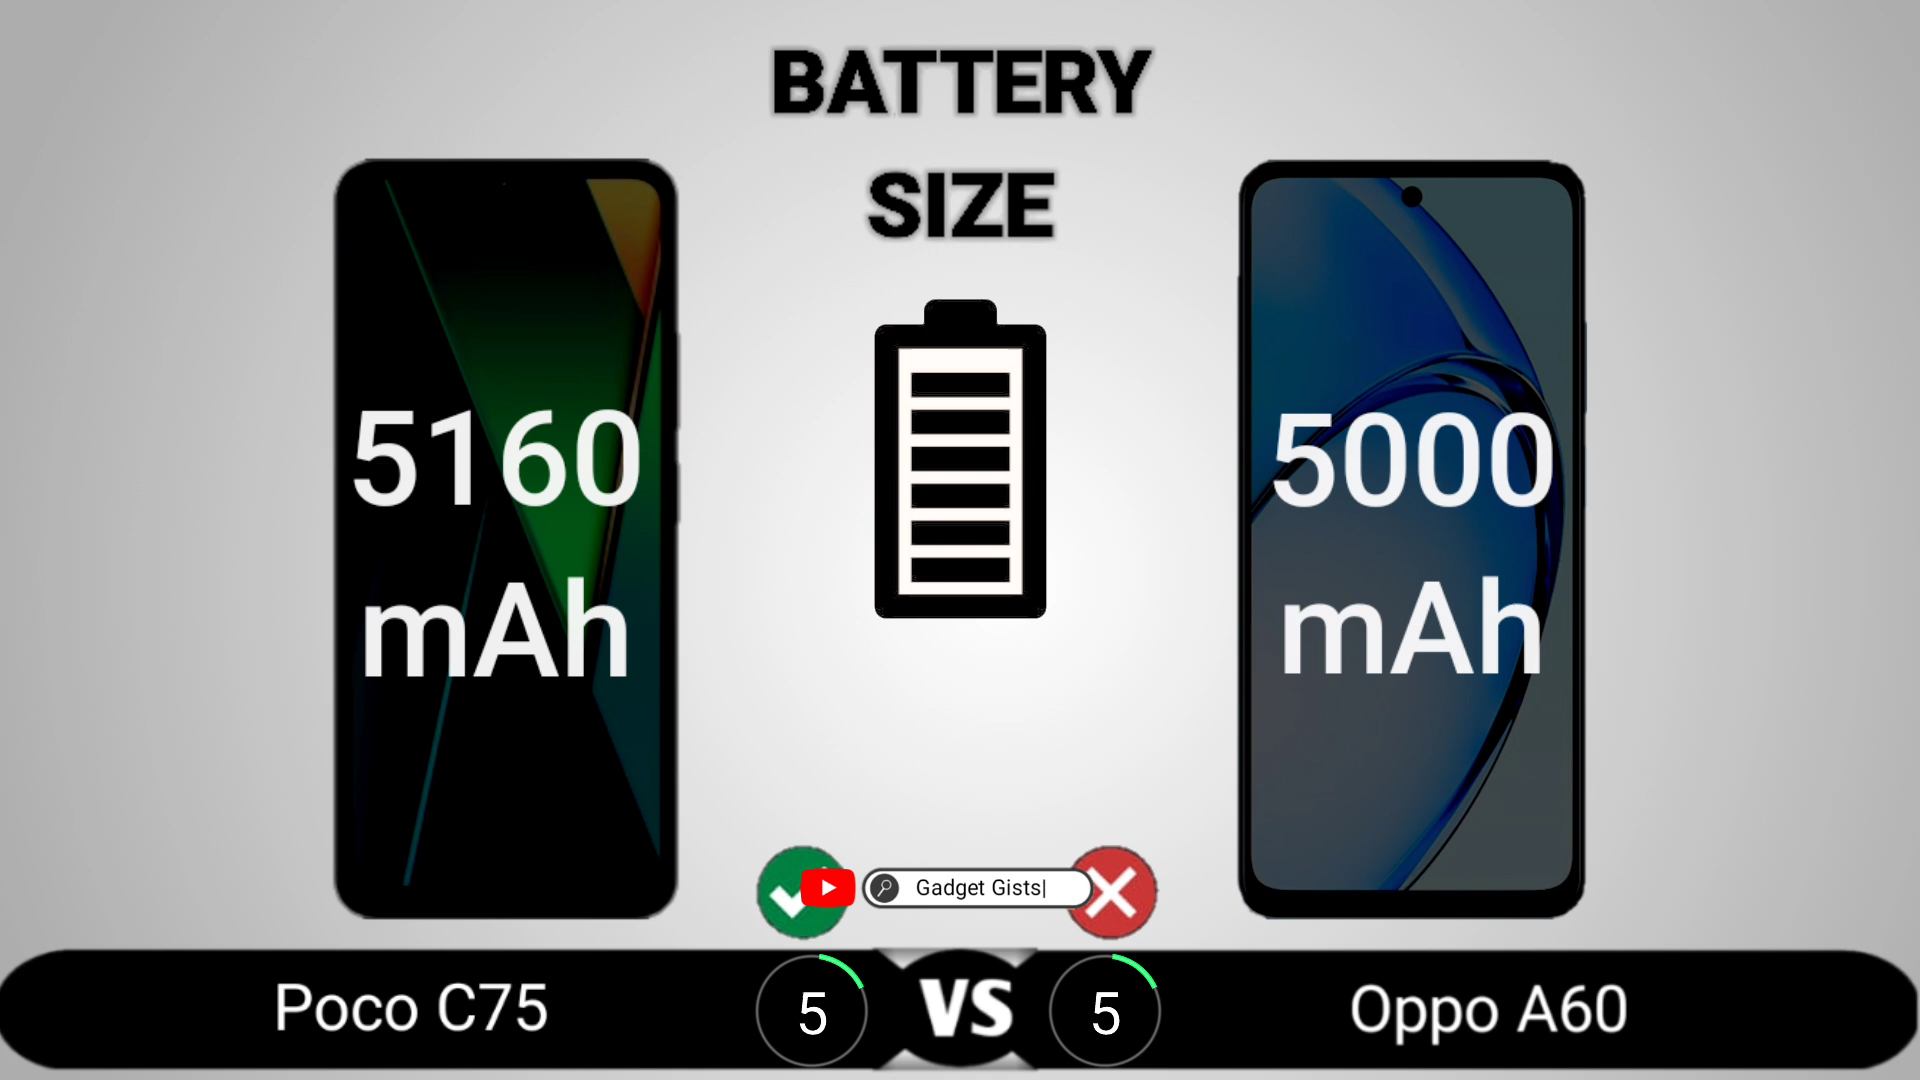 BATTERY
SIZE
5160
mAh
5000
mAh
Gadget Gists|
Poco C75
5
VS
5
Oppo A60